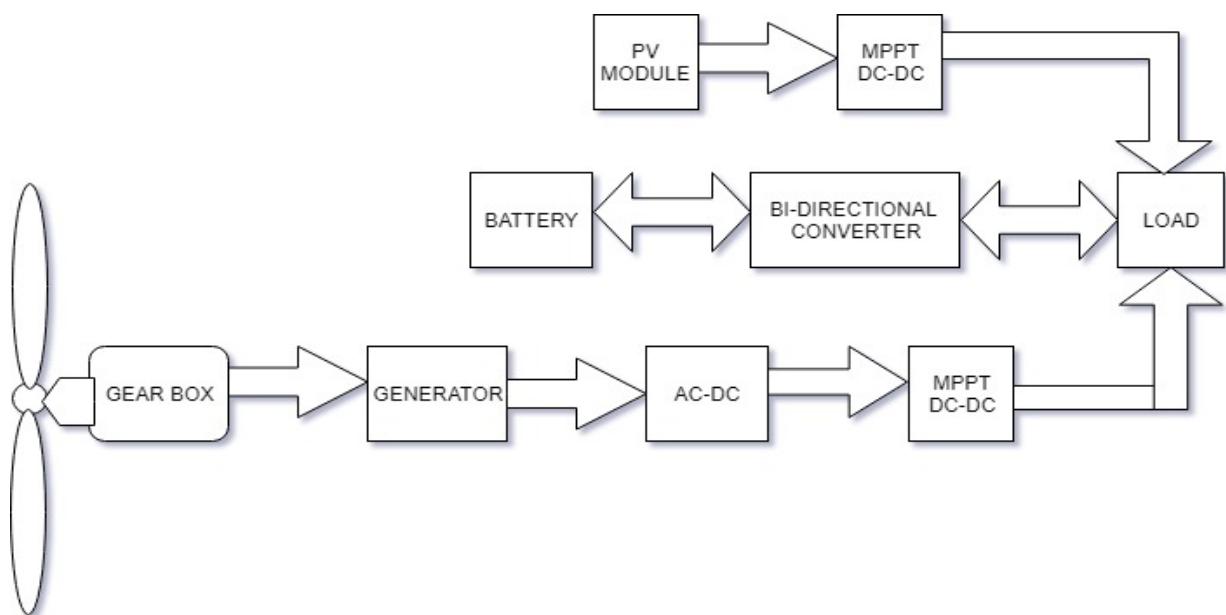 PV
MODULE
MPPT
DC-DC
BATTERY
BI-DIRECTIONAL
CONVERTER
LOAD
GEAR BOX
GENERATOR
AC-DC
MPPT
DC-DC